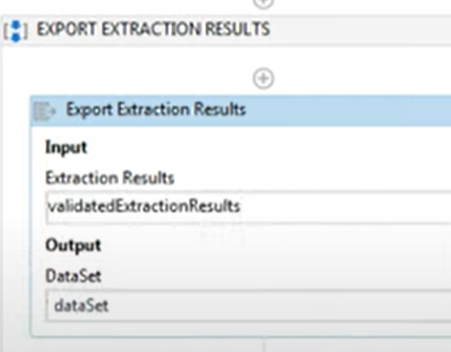 EXPORT EXTRACTION RESULTS
Export Extraction Results
Input
Extraction Results
validatedExtractionResults
Output
DataSet
dataSet